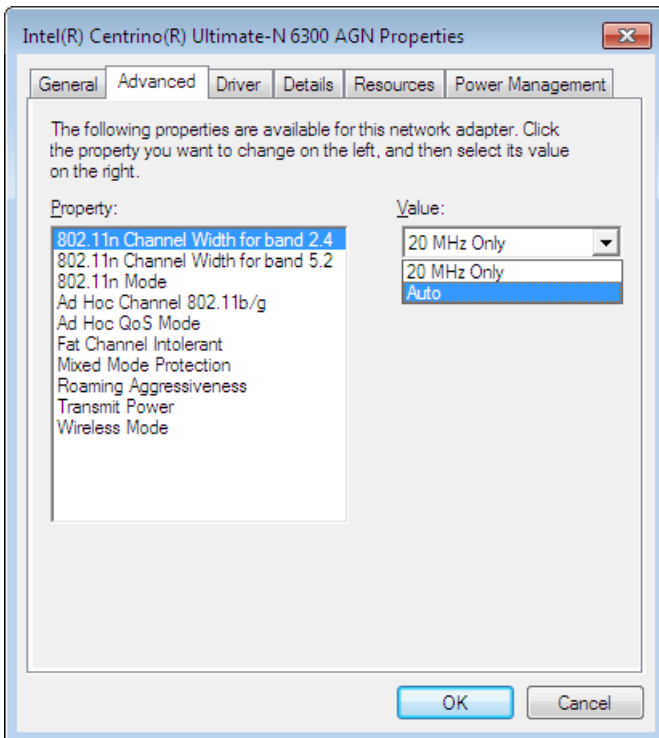 Intel(R) Centrino(R) Ultimate-N 6300 AGN Properties
General Advanced Driver Details Resources Power Management
The following properties are available for this network adapter. Click
the property you want to change on the left, and then select its value
on the right.
Property:
802.11n Channel Width for band 2.4
802.11n Channel Width for band 5.2
802.11n Mode
Ad Hoc Channel 802.11b/g
Ad Hoc QoS Mode
Fat Channel Intolerant
Mixed Mode Protection
Roaming Aggressiveness
Transmit Power
Wireless Mode
Value:
20 MHz Only
20 MHz Only
Auto
OK Cancel